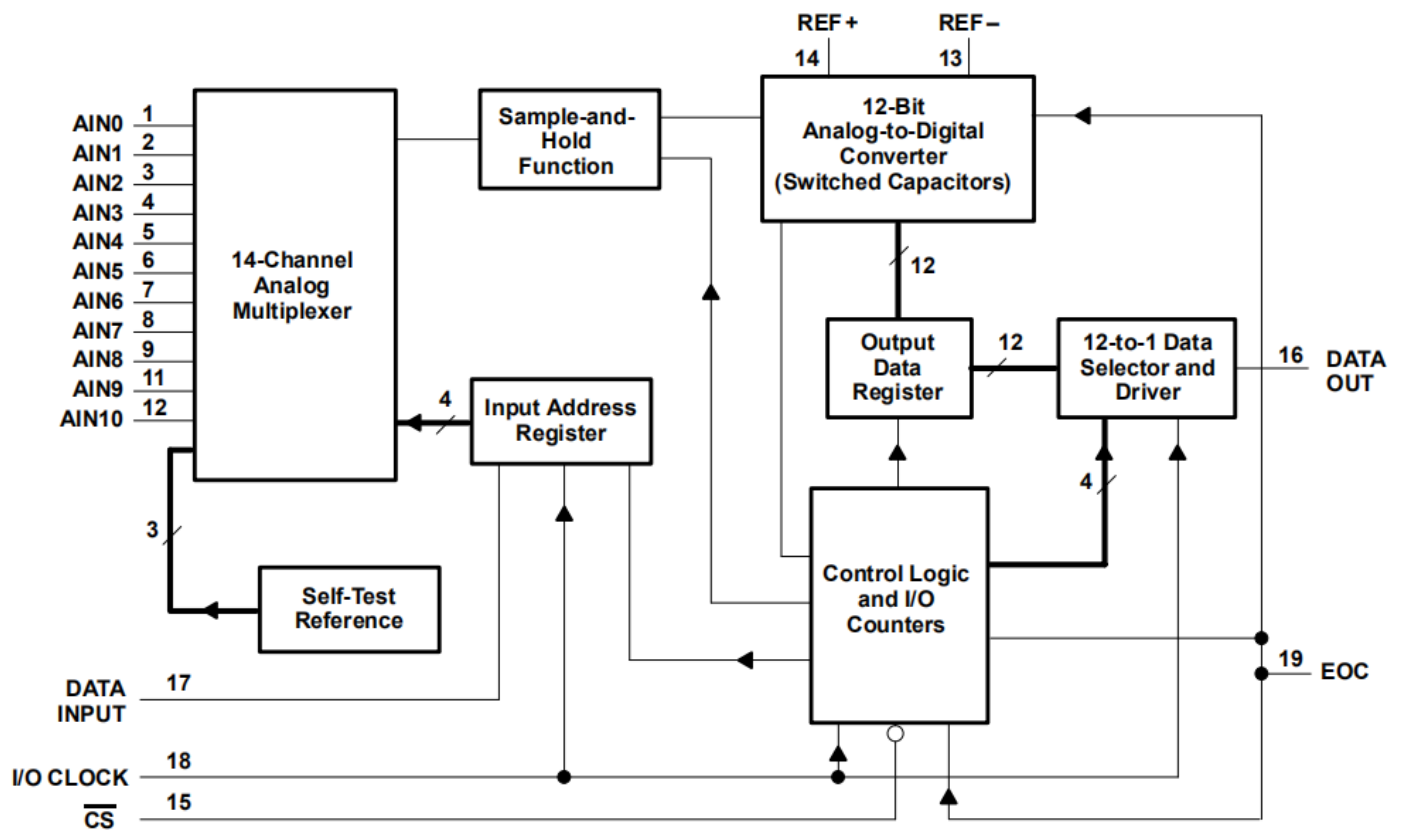 REF+
REF–
14
13
AIN0
1
AIN1
2
AIN2
3
AIN3
4
AIN4
5
AIN5
6
AIN6
7
AIN7
8
AIN8
9
AIN9
11
AIN10
12
14-Channel
Analog
Multiplexer
Sample-and-
Hold
Function
12-Bit
Analog-to-Digital
Converter
(Switched Capacitors)
12
Output
Data
Register
12
12-to-1 Data
Selector and
Driver
16
DATA
OUT
4
Input Address
Register
3
Self-Test
Reference
4
Control Logic
and I/O
Counters
19
EOC
DATA
INPUT
17
I/O CLOCK
18
CS
15